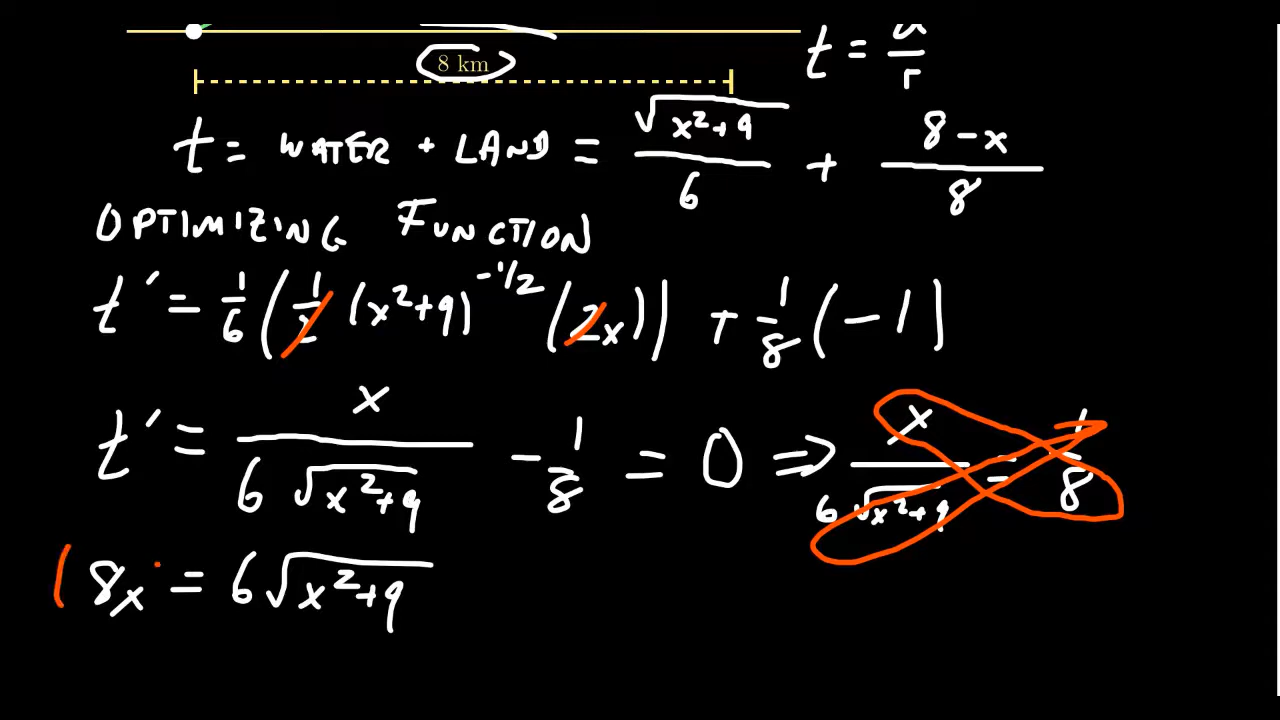 t = d/r
8 km
t = WATER + LAND = √(x²+9)/6 + (8-x)/8
OPTIMIZING FUNCTION
t' = 1/6 (1/2 (x²+9)^(-1/2) (2x)) + 1/8 (-1)
t' = x/(6√(x²+9)) - 1/8 = 0 ⇒ x/(6√(x²+9)) = 1/8
(8x = 6√(x²+9)